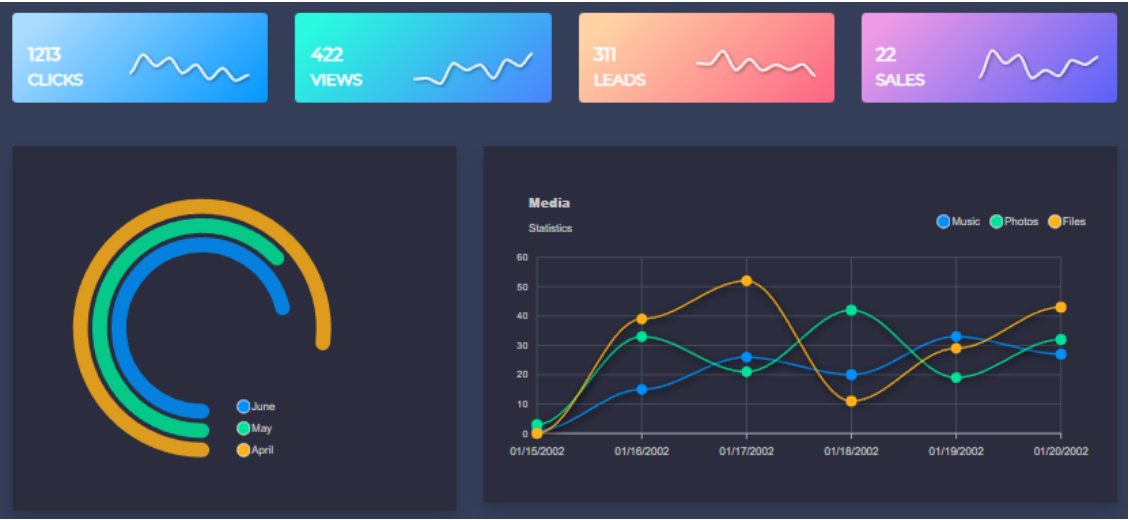 1213
CLICKS
422
VIEWS
311
LEADS
22
SALES
June
May
April
Media
Statistics
Music Photos Files
60
50
40
30
20
10
0
01/15/2002 01/16/2002 01/17/2002 01/18/2002 01/19/2002 01/20/2002